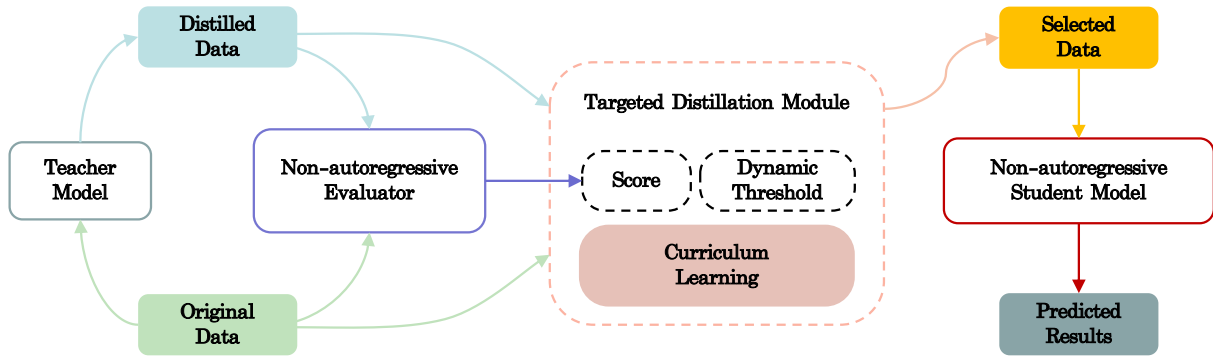 Distilled
Data
Selected
Data
Targeted Distillation Module
Teacher
Model
Non-autoregressive
Evaluator
Score
Dynamic
Threshold
Non-autoregressive
Student Model
Curriculum
Learning
Original
Data
Predicted
Results